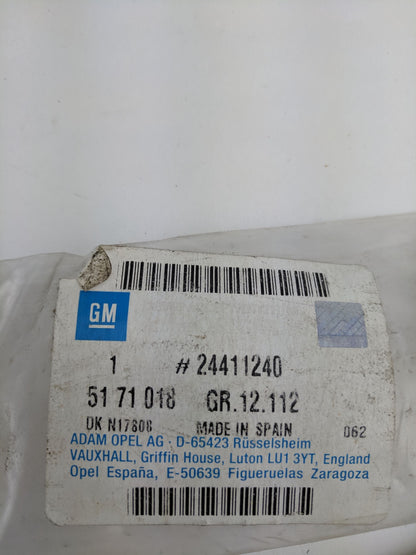 GM
1 # 24411240
51 71 018 GR.12.112
DK N17808 MADE IN SPAIN 062
ADAM OPEL AG · D-65423 Rüsselsheim
VAUXHALL, Griffin House, Luton LU1 3YT, England
Opel España, E-50639 Figueruelas Zaragoza